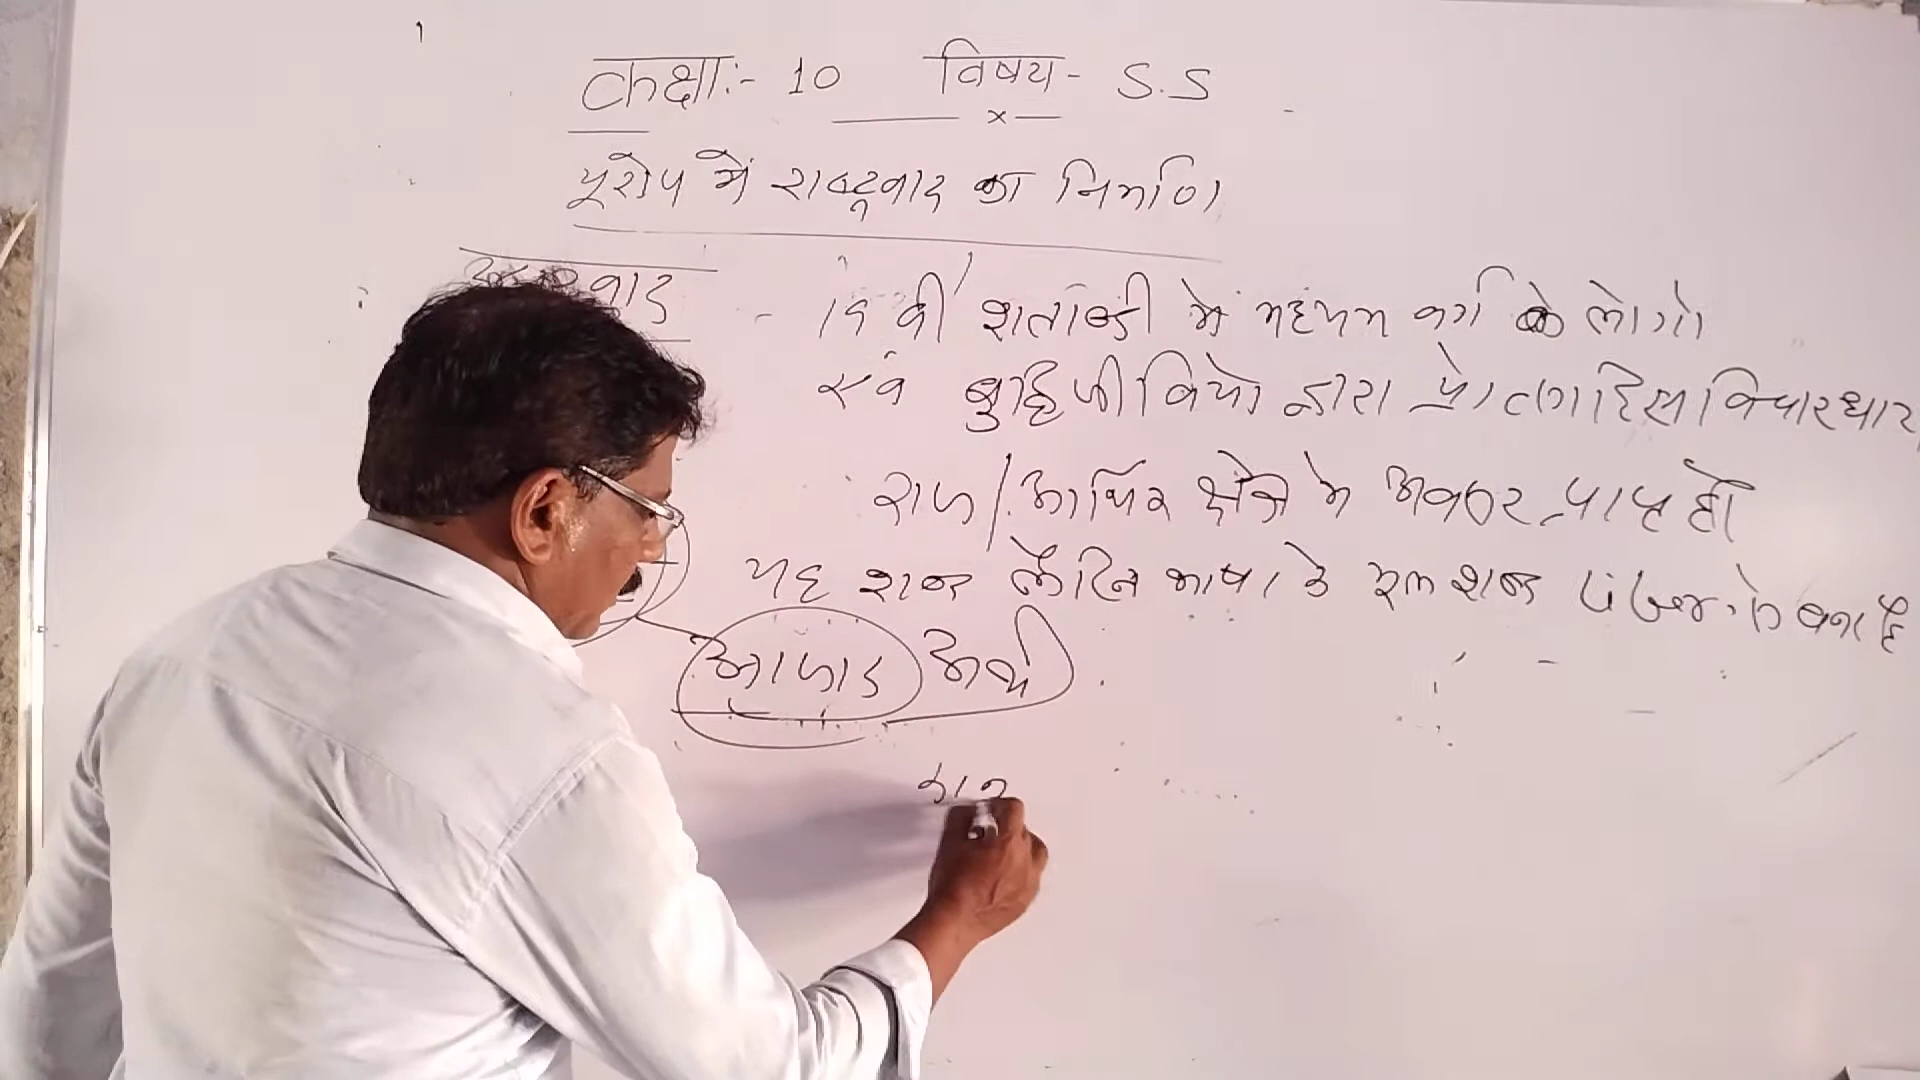 कक्षा:- 10 विषय- S.S
यूरोप में राष्ट्रवाद का निर्माण
वाद - 19 वी शताब्दी मे मध्यम वर्ग के लोगो
एंव बुद्धिजीवियो द्वारा प्रोत्साहित विचारधारा
राज/आर्थिक क्षेत्र मे अवसर प्राप्त हो
यह शब्द लैटिन भाषा के मूल शब्द Liber से बना है
आजाद अर्थ